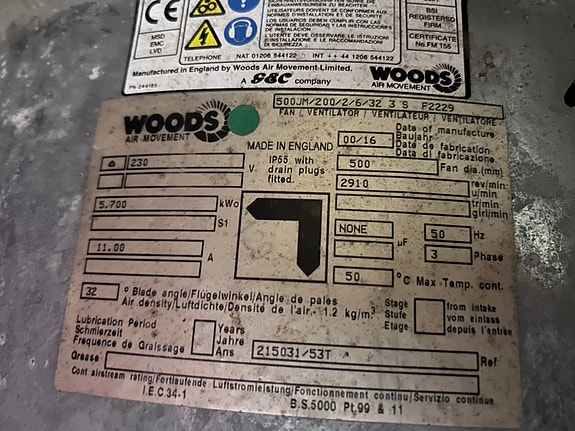 EINBAUANWEISUNGEN ZU BEACHTEN
UTILISATEURS DOIVENT CONNAITRE CES
NORMES D'INSTALLATION ET SECURITE
LOS USUARIOS DEBEN CUMPLIR CON LAS
NORMAS DE SEGURIDAD Y INSTALACION
L'UTENTE DEVE OSSERVARE LE ISTRUZIONI
D'INSTALLAZIONE E RACCOMANDAZIONI
DI SICUREZZA
CE
MSD
EMC
LVD
BSI
REGISTERED
FIRM
CERTIFICATE
No.FM 155
TELEPHONE - NAT 01206 544122 INT ++ 44 1206 544122
Manufactured in England by Woods Air Movement Limited.
A GEC company
WOODS
AIR MOVEMENT
WOODS
AIR MOVEMENT
500JM/200/2/6/32 3 S F2229
FAN / VENTILATOR / VENTILATEUR / VENTILATORE
MADE IN ENGLAND
00/16
Date of manufacture
Baujahr
Date de fabrication
Data di fabricazione
230 V
IP55 with
drain plugs
fitted.
500 Fan dia.(mm)
2910 rev/min
u/min
tr/min
giri/min
5.700 kWo
S1
NONE µF
50 Hz
3 Phase
11.00 A
50 °C Max Temp. cont.
32 ° Blade angle/Flügelwinkel/Angle de pales
Air density/Luftdichte/Densité de l'air - 1.2 kg/m³
Stage
Stufe
Etage
from intake
vom einlass
depuis l'entrée
Lubrication Period
Schmierzeit
Frequence de Graissage
Years
Jahre
Ans
215031/53T Ref
Grease
Cont airstream rating/Fortlaufende Luftstromleistung/Fonctionnement continu/Servizio continue
I.E.C.34-1
B.S.5000 Pt.99 & 11